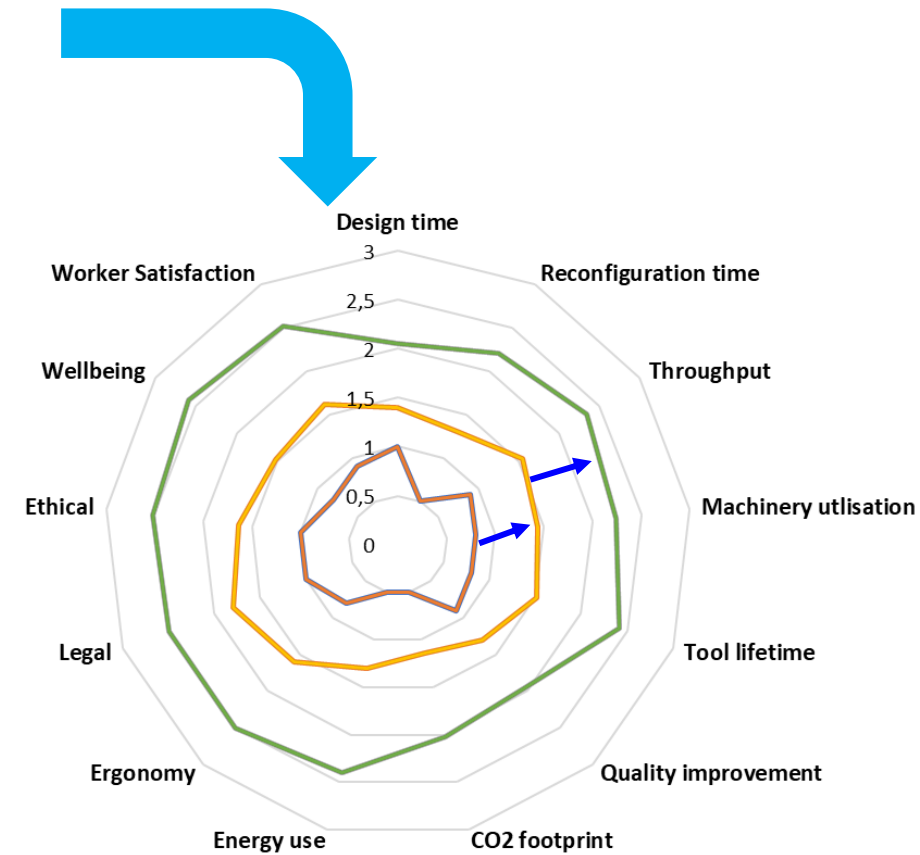 Design time
3
Worker Satisfaction
Reconfiguration time
2,5
2
Wellbeing
Throughput
1,5
1
0,5
Ethical
Machinery utlisation
0
Legal
Tool lifetime
Ergonomy
Quality improvement
Energy use
CO2 footprint